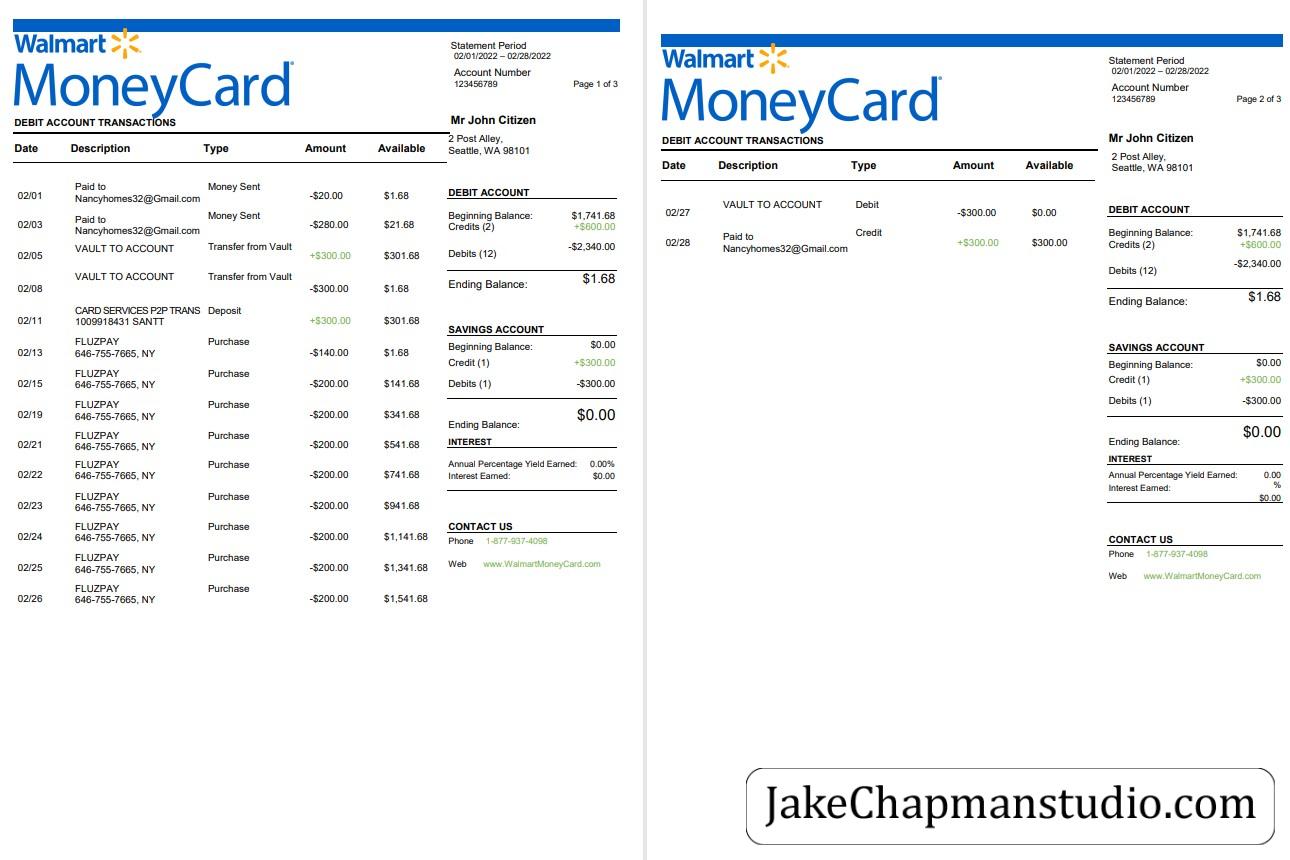 Walmart
MoneyCard
Statement Period
02/01/2022 – 02/28/2022
Account Number
123456789 Page 1 of 3
DEBIT ACCOUNT TRANSACTIONS
Date Description Type Amount Available
02/01 Paid to Nancyhomes32@Gmail.com Money Sent -$20.00 $1.68
02/03 Paid to Nancyhomes32@Gmail.com Money Sent -$280.00 $21.68
02/05 VAULT TO ACCOUNT Transfer from Vault +$300.00 $301.68
02/08 VAULT TO ACCOUNT Transfer from Vault -$300.00 $1.68
02/11 CARD SERVICES P2P TRANS 1009918431 SANTT Deposit +$300.00 $301.68
02/13 FLUZPAY 646-755-7665, NY Purchase -$140.00 $1.68
02/15 FLUZPAY 646-755-7665, NY Purchase -$200.00 $141.68
02/19 FLUZPAY 646-755-7665, NY Purchase -$200.00 $341.68
02/21 FLUZPAY 646-755-7665, NY Purchase -$200.00 $541.68
02/22 FLUZPAY 646-755-7665, NY Purchase -$200.00 $741.68
02/23 FLUZPAY 646-755-7665, NY Purchase -$200.00 $941.68
02/24 FLUZPAY 646-755-7665, NY Purchase -$200.00 $1,141.68
02/25 FLUZPAY 646-755-7665, NY Purchase -$200.00 $1,341.68
02/26 FLUZPAY 646-755-7665, NY Purchase -$200.00 $1,541.68
Mr John Citizen
2 Post Alley,
Seattle, WA 98101
DEBIT ACCOUNT
Beginning Balance: $1,741.68
Credits (2) +$600.00
Debits (12) -$2,340.00
Ending Balance: $1.68
SAVINGS ACCOUNT
Beginning Balance: $0.00
Credit (1) +$300.00
Debits (1) -$300.00
Ending Balance: $0.00
INTEREST
Annual Percentage Yield Earned: 0.00%
Interest Earned: $0.00
CONTACT US
Phone 1-877-937-4098
Web www.WalmartMoneyCard.com
Walmart
MoneyCard
Statement Period
02/01/2022 – 02/28/2022
Account Number
123456789 Page 2 of 3
DEBIT ACCOUNT TRANSACTIONS
Date Description Type Amount Available
02/27 VAULT TO ACCOUNT Debit -$300.00 $0.00
02/28 Paid to Nancyhomes32@Gmail.com Credit +$300.00 $300.00
Mr John Citizen
2 Post Alley,
Seattle, WA 98101
DEBIT ACCOUNT
Beginning Balance: $1,741.68
Credits (2) +$600.00
Debits (12) -$2,340.00
Ending Balance: $1.68
SAVINGS ACCOUNT
Beginning Balance: $0.00
Credit (1) +$300.00
Debits (1) -$300.00
Ending Balance: $0.00
INTEREST
Annual Percentage Yield Earned: 0.00
%
Interest Earned:
$0.00
CONTACT US
Phone 1-877-937-4098
Web www.WalmartMoneyCard.com
JakeChapmanstudio.com